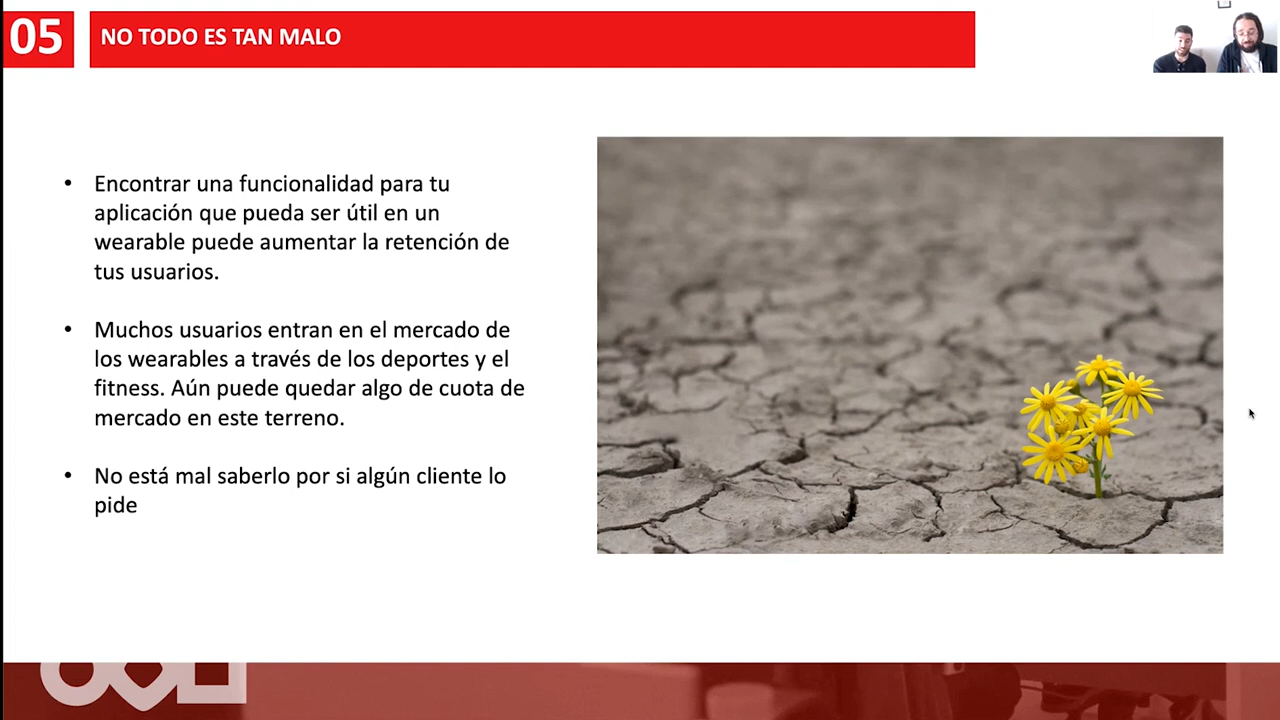 05
NO TODO ES TAN MALO
• Encontrar una funcionalidad para tu
aplicación que pueda ser útil en un
wearable puede aumentar la retención de
tus usuarios.
• Muchos usuarios entran en el mercado de
los wearables a través de los deportes y el
fitness. Aún puede quedar algo de cuota de
mercado en este terreno.
• No está mal saberlo por si algún cliente lo
pide